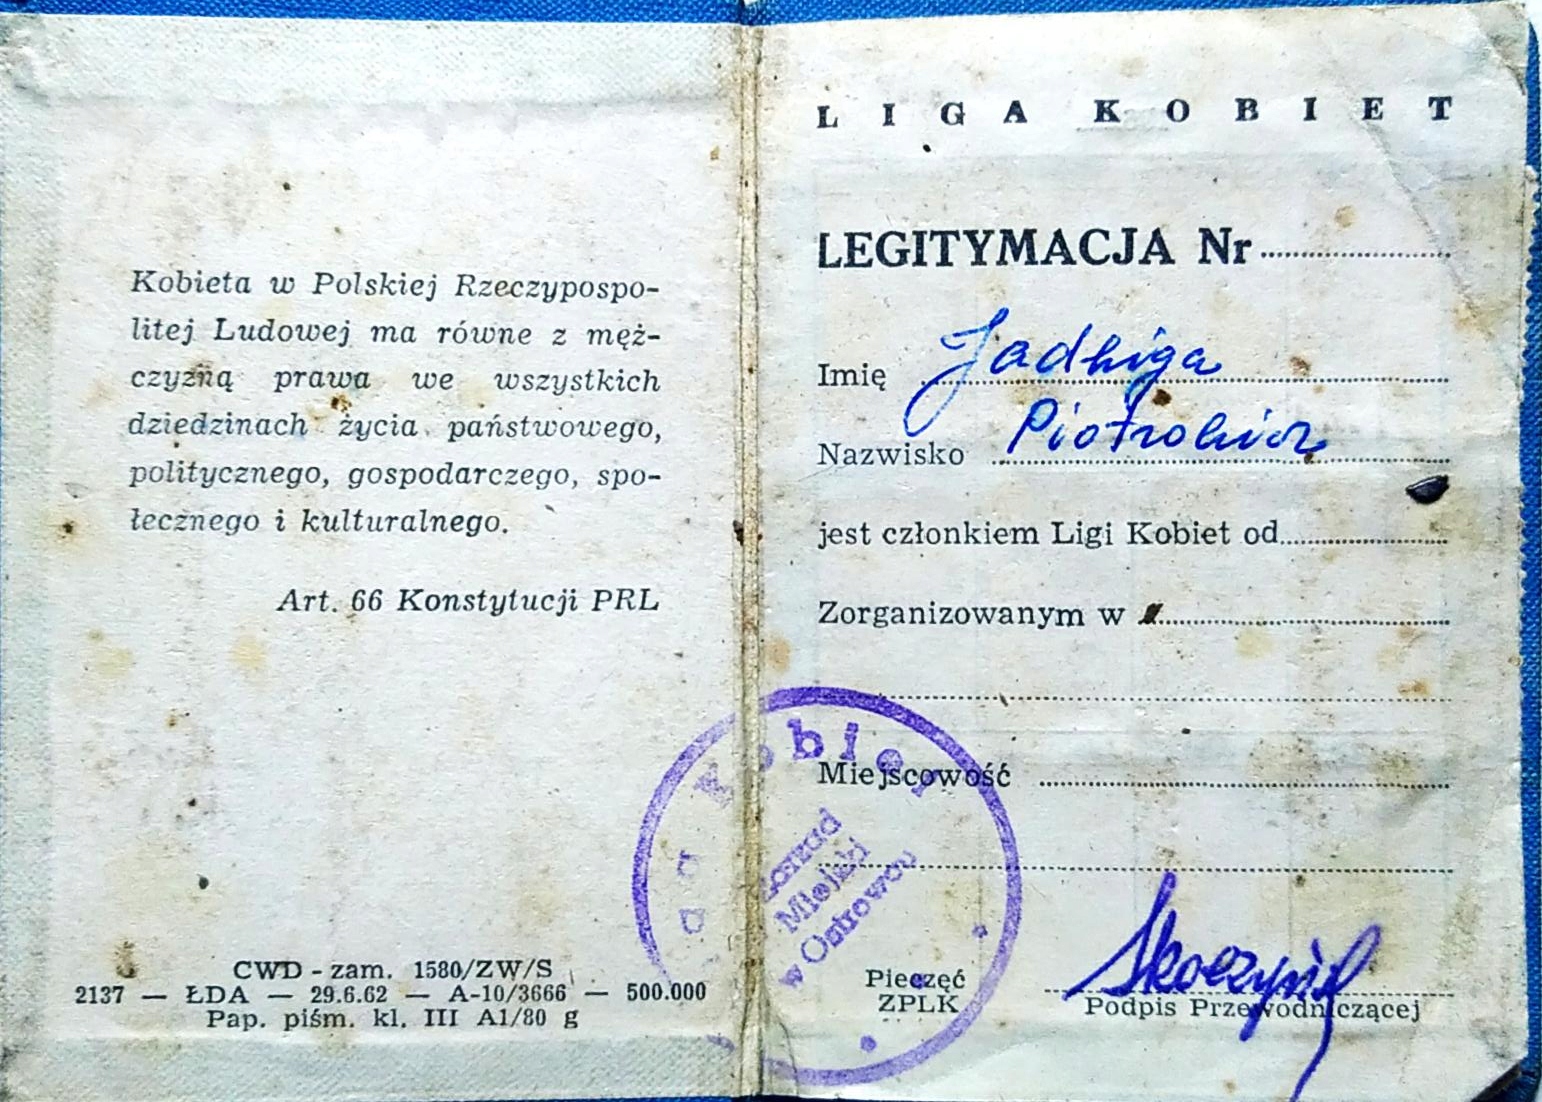 Kobieta w Polskiej Rzeczypospo-
litej Ludowej ma równe z męż-
czyzną prawa we wszystkich
dziedzinach życia państwowego,
politycznego, gospodarczego, spo-
łecznego i kulturalnego.
Art. 66 Konstytucji PRL
CWD - zam. 1580/ZW/S
2137 — ŁDA — 29.6.62 — A-10/3666 — 500.000
Pap. piśm. kl. III A1/80 g
LIGA KOBIET
LEGITYMACJA Nr
Imię Jadwiga
Nazwisko
jest członkiem Ligi Kobiet od
Zorganizowanym w
Miejscowość
Kobiet
Zarząd
Miejski
w Ostrowcu
Pieczęć
ZPLK
Podpis Przewodniczącej